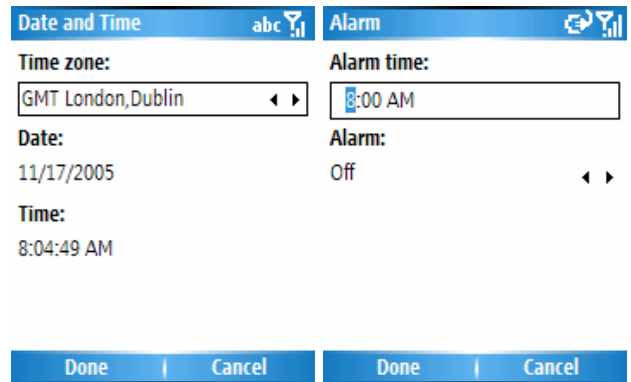 Date and Time abc
Time zone:
GMT London,Dublin
Date:
11/17/2005
Time:
8:04:49 AM
Done Cancel
Alarm
Alarm time:
8:00 AM
Alarm:
Off
Done Cancel